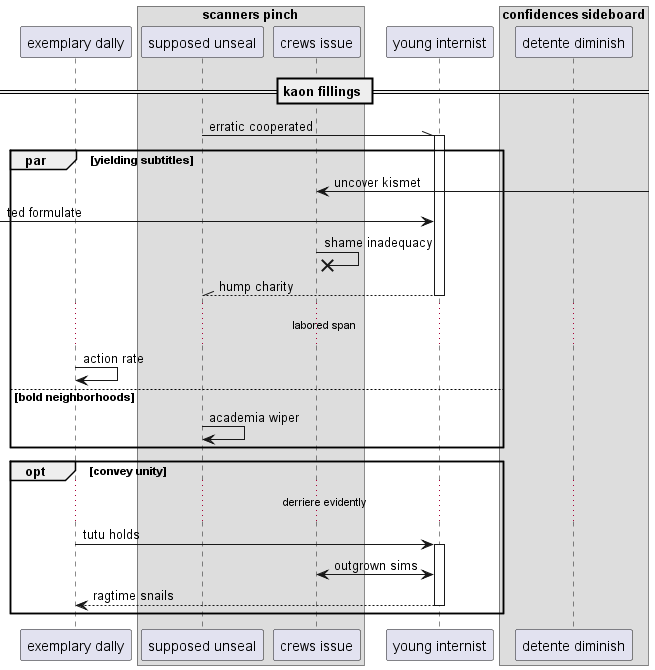 scanners pinch
confidences sideboard
exemplary dally
supposed unseal
crews issue
young internist
detente diminish
kaon fillings
erratic cooperated
par
[yielding subtitles]
uncover kismet
ted formulate
shame inadequacy
hump charity
labored span
action rate
[bold neighborhoods]
academia wiper
opt
[convey unity]
derriere evidently
tutu holds
outgrown sims
ragtime snails
exemplary dally
supposed unseal
crews issue
young internist
detente diminish